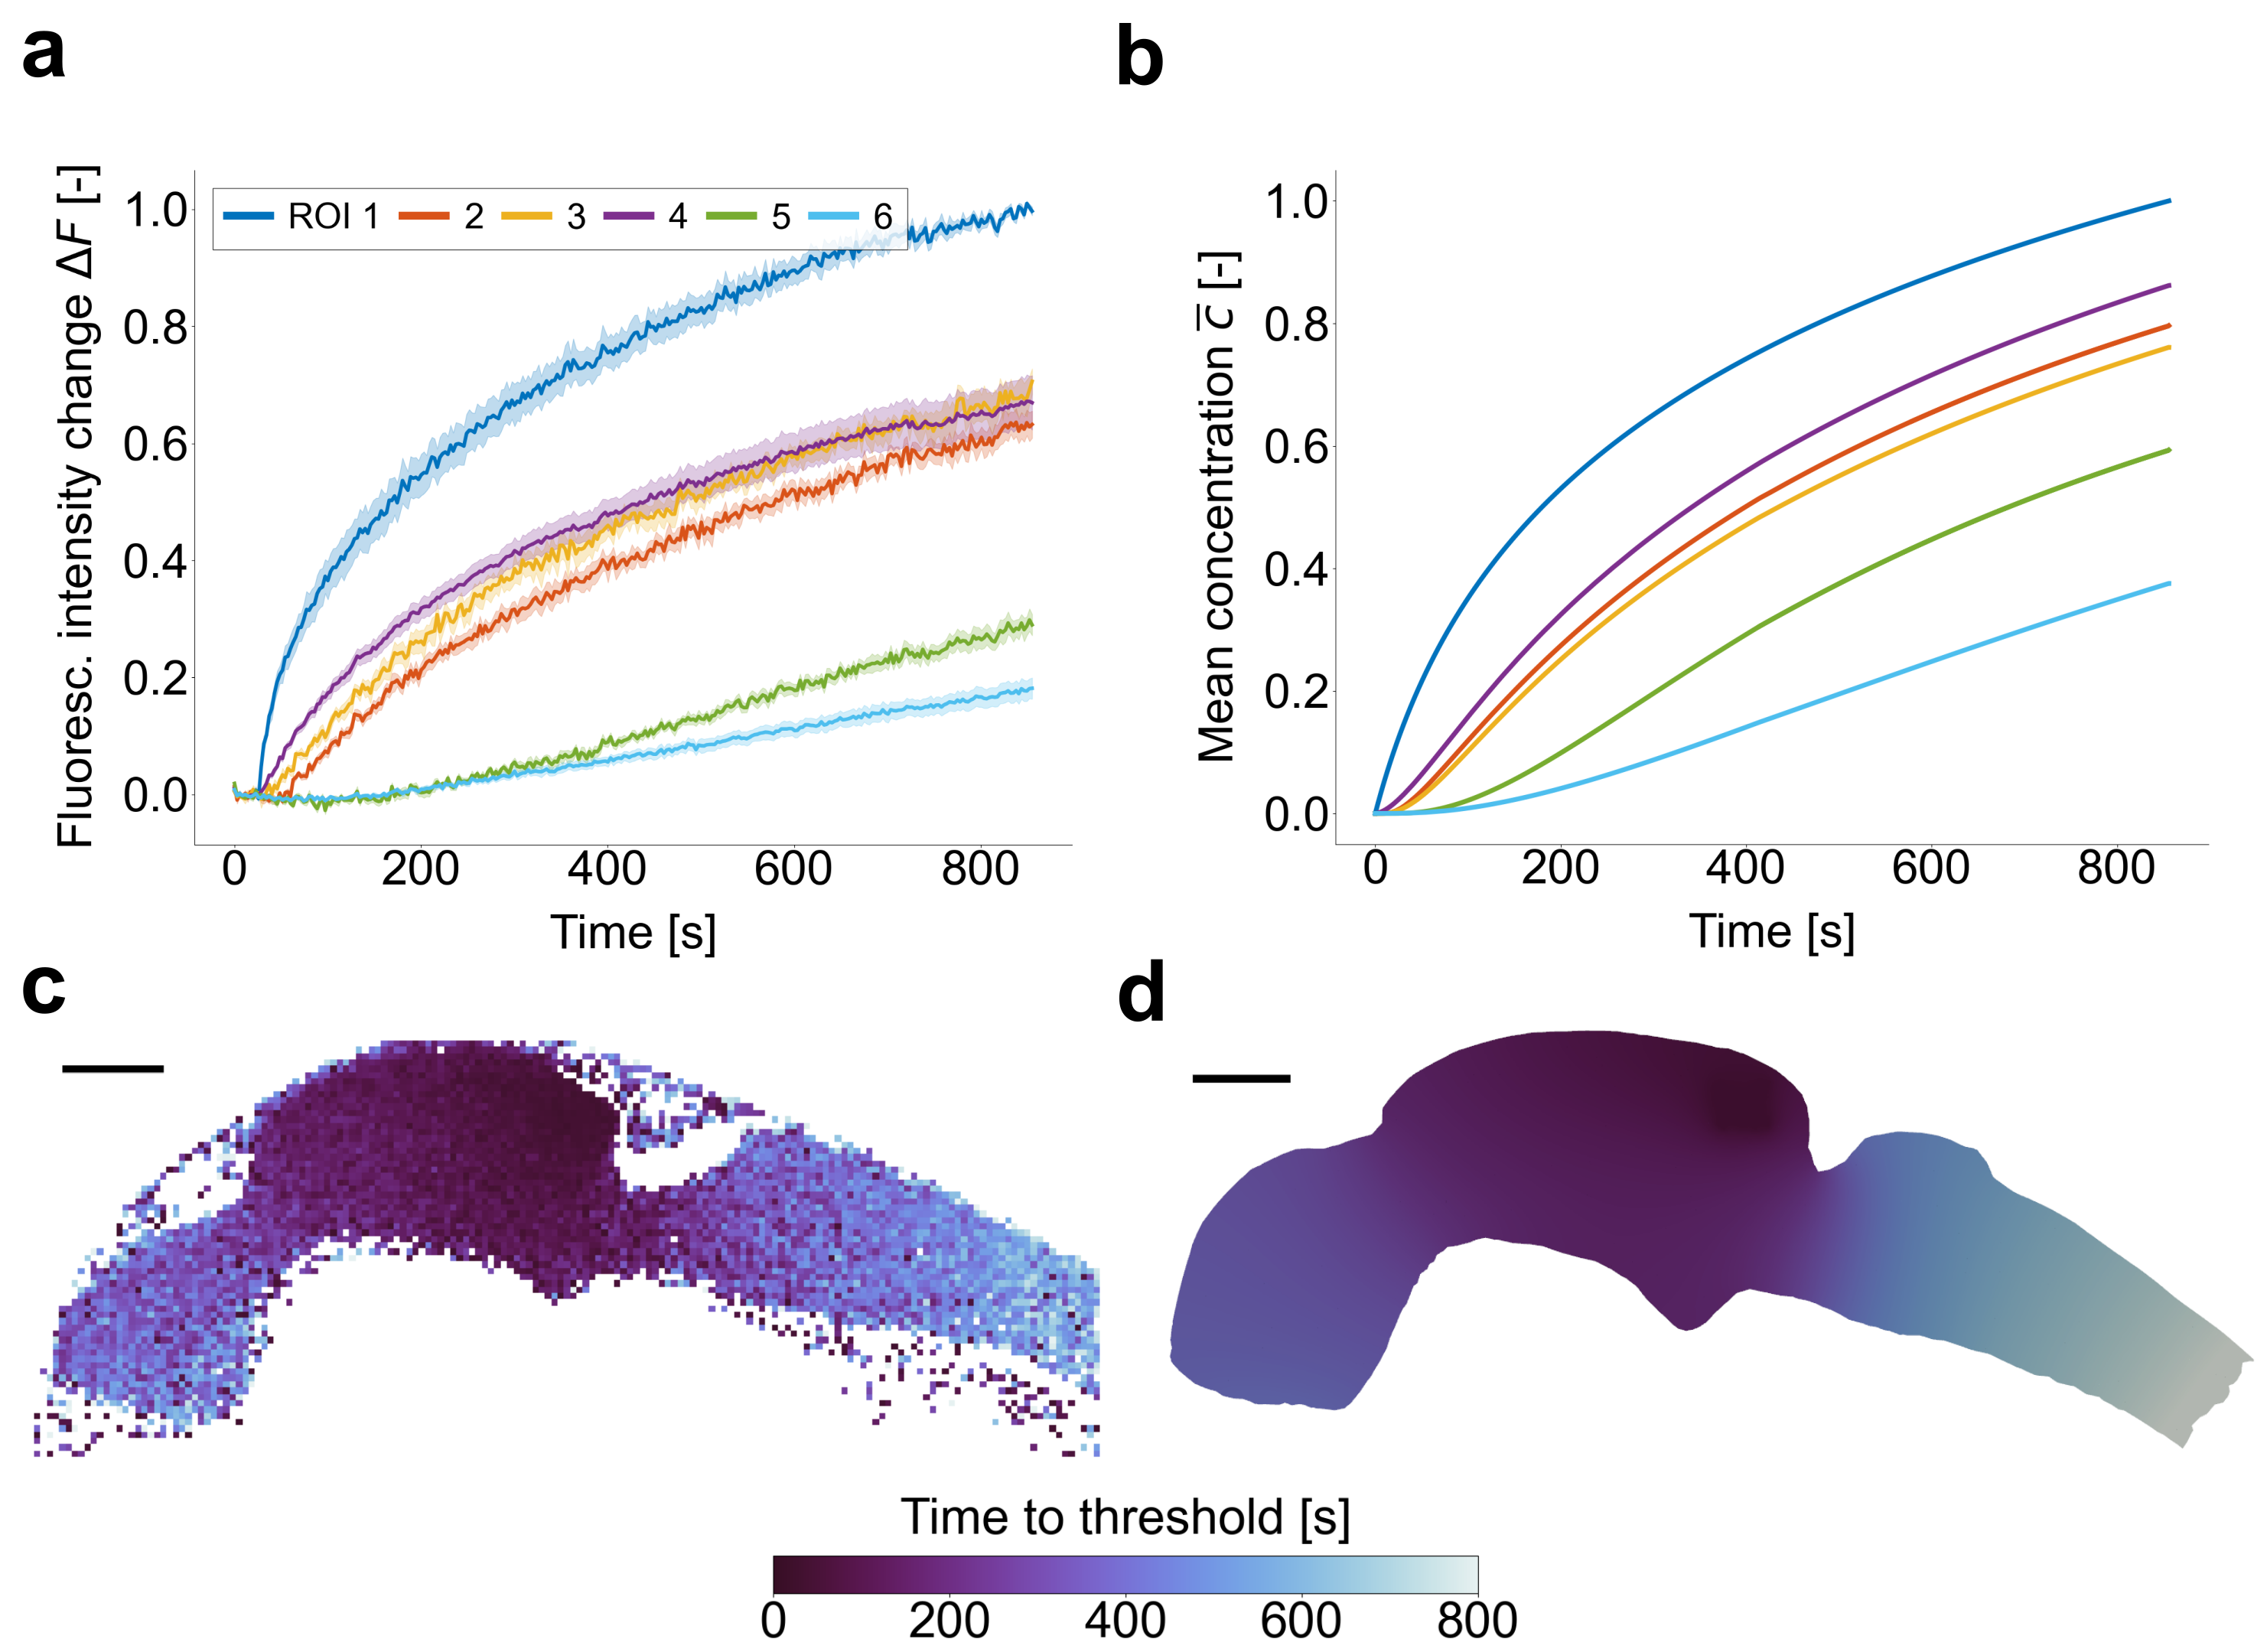 a
b
Fluoresc. intensity change ΔF [-]
1.0
0.8
0.6
0.4
0.2
0.0
ROI 1 2 3 4 5 6
0 200 400 600 800
Time [s]
Mean concentration c̅ [-]
1.0
0.8
0.6
0.4
0.2
0.0
0 200 400 600 800
Time [s]
c
d
Time to threshold [s]
0 200 400 600 800